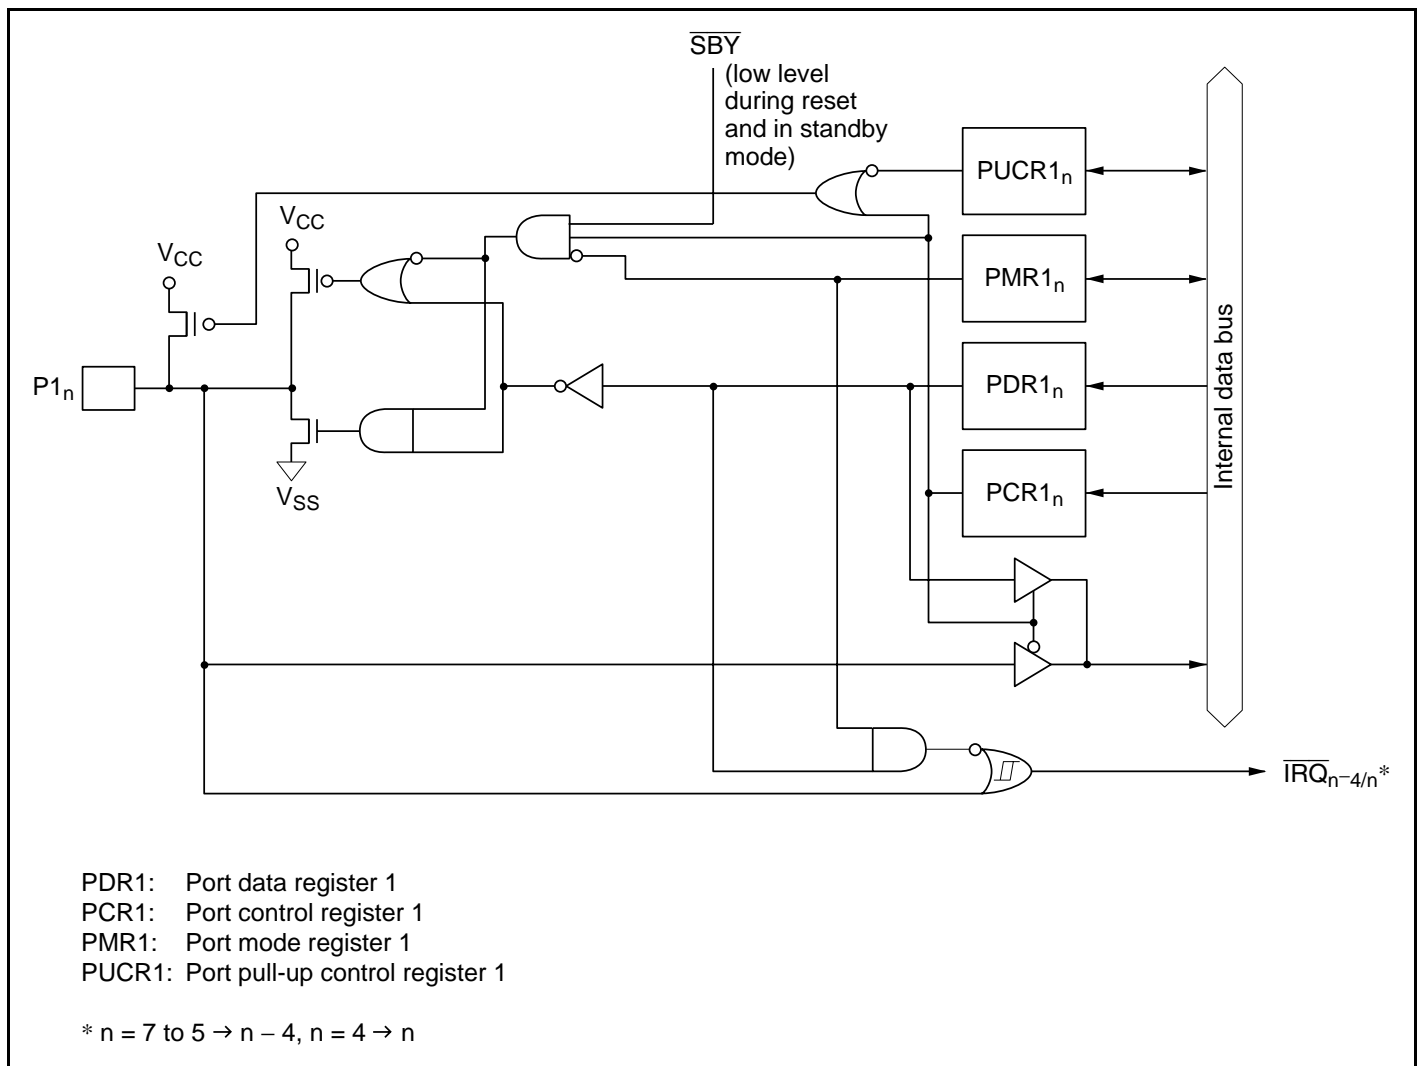 SBY
(low level
during reset
and in standby
mode)
PUCR1n
VCC
VCC
PMR1n
Internal data bus
P1n
PDR1n
VSS
PCR1n
IRQn–4/n*
PDR1: Port data register 1
PCR1: Port control register 1
PMR1: Port mode register 1
PUCR1: Port pull-up control register 1
* n = 7 to 5 → n – 4, n = 4 → n